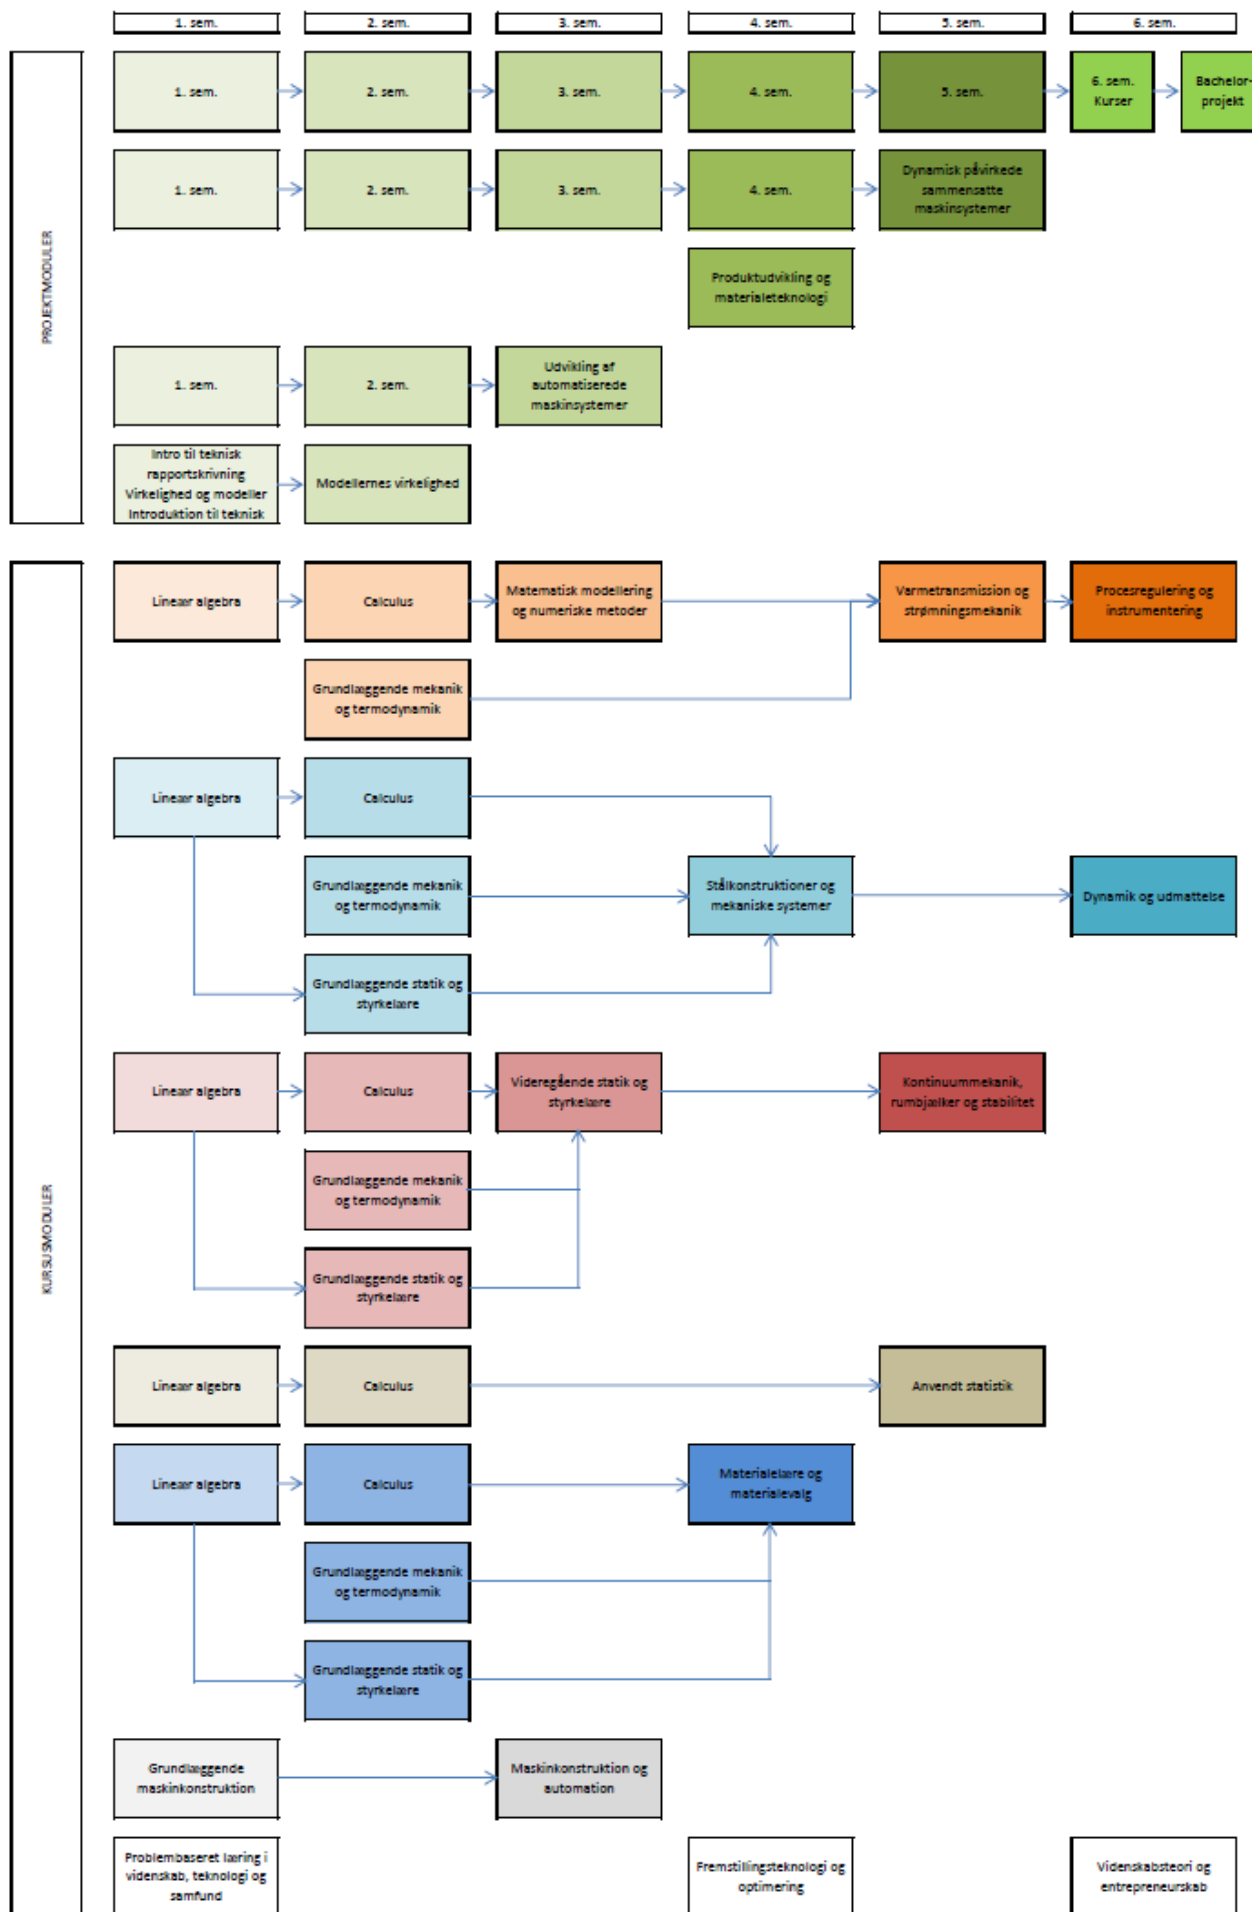 1. sem.
2. sem.
3. sem.
4. sem.
5. sem.
6. sem.
PROJEKTMODULER
1. sem.
2. sem.
3. sem.
4. sem.
5. sem.
6. sem.
Kurser
Bachelor-
projekt
1. sem.
2. sem.
3. sem.
4. sem.
Dynamisk påvirkede
sammensatte
maskinsystemer
Produktudvikling og
materialeteknologi
1. sem.
2. sem.
Udvikling af
automatiserede
maskinsystemer
Intro til teknisk
rapportskrivning
Virkelighed og modeller
Introduktion til teknisk
Modellernes virkelighed
KURSUSMODULER
Lineær algebra
Calculus
Matematisk modellering
og numeriske metoder
Varmetransmission og
strømningsmekanik
Procesregulering og
instrumentering
Grundlæggende mekanik
og termodynamik
Lineær algebra
Calculus
Grundlæggende mekanik
og termodynamik
Stålkonstruktioner og
mekaniske systemer
Dynamik og udmattelse
Grundlæggende statik og
styrkelære
Lineær algebra
Calculus
Videregående statik og
styrkelære
Kontinuummekanik,
rumbjælker og stabilitet
Grundlæggende mekanik
og termodynamik
Grundlæggende statik og
styrkelære
Lineær algebra
Calculus
Anvendt statistik
Lineær algebra
Calculus
Materialelære og
materialevalg
Grundlæggende mekanik
og termodynamik
Grundlæggende statik og
styrkelære
Grundlæggende
maskinkonstruktion
Maskinkonstruktion og
automation
Problembaseret læring i
videnskab, teknologi og
samfund
Fremstillingsteknologi og
optimering
Videnskabsteori og
entrepreneurskab